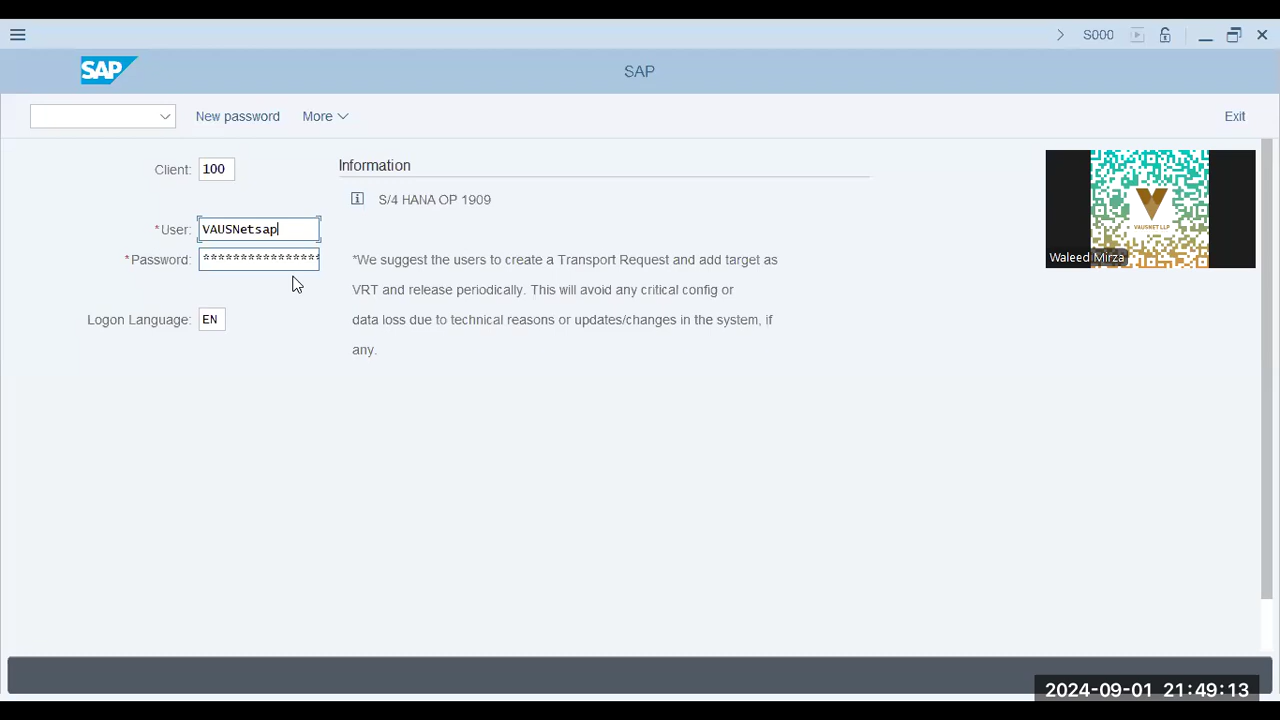 S000
SAP
SAP
New password
More
Exit
Client:
100
Information
S/4 HANA OP 1909
*User:
VAUSNetsap
*Password:
****************
*We suggest the users to create a Transport Request and add target as
VRT and release periodically. This will avoid any critical config or
data loss due to technical reasons or updates/changes in the system, if
any.
Logon Language:
EN
VAUSNET LLP
Waleed Mirza
2024-09-01 21:49:13